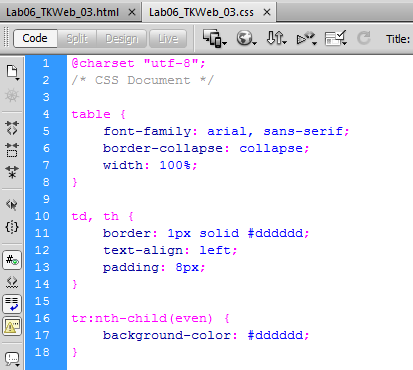 Lab06_TKWeb_03.html × Lab06_TKWeb_03.css ×
Code Split Design Live Title:
1 @charset "utf-8";
2 /* CSS Document */
3
4 table {
5 font-family: arial, sans-serif;
6 border-collapse: collapse;
7 width: 100%;
8 }
9
10 td, th {
11 border: 1px solid #dddddd;
12 text-align: left;
13 padding: 8px;
14 }
15
16 tr:nth-child(even) {
17 background-color: #dddddd;
18 }